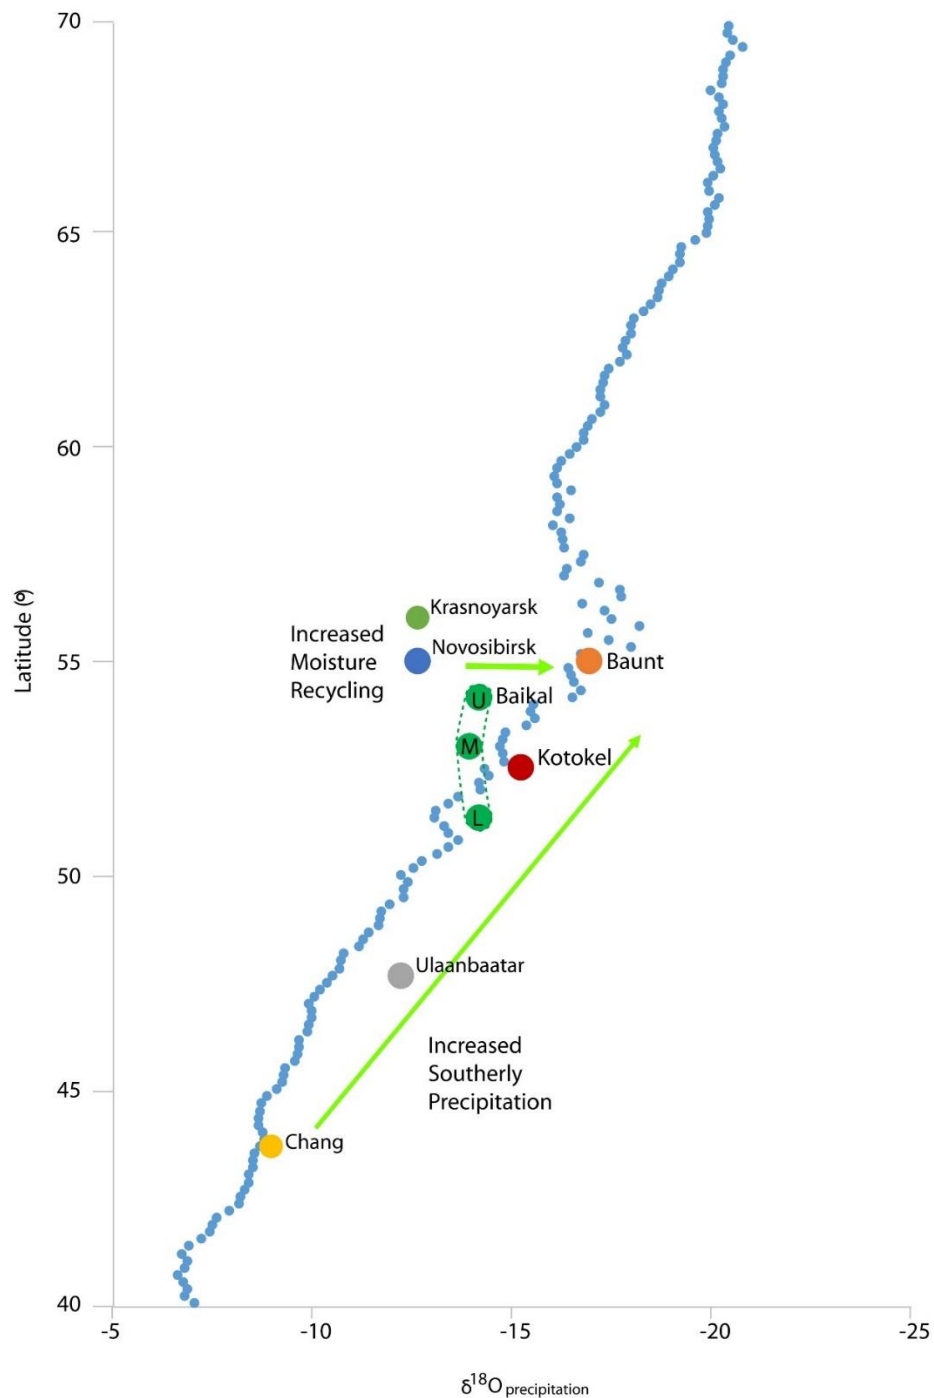 70
65
60
55
50
45
40
Latitude (º)
Krasnoyarsk
Increased
Moisture
Recycling
Novosibirsk
Baunt
U
Baikal
M
Kotokel
L
Ulaanbaatar
Increased
Southerly
Precipitation
Chang
-5
-10
-15
-20
-25
δ18O precipitation